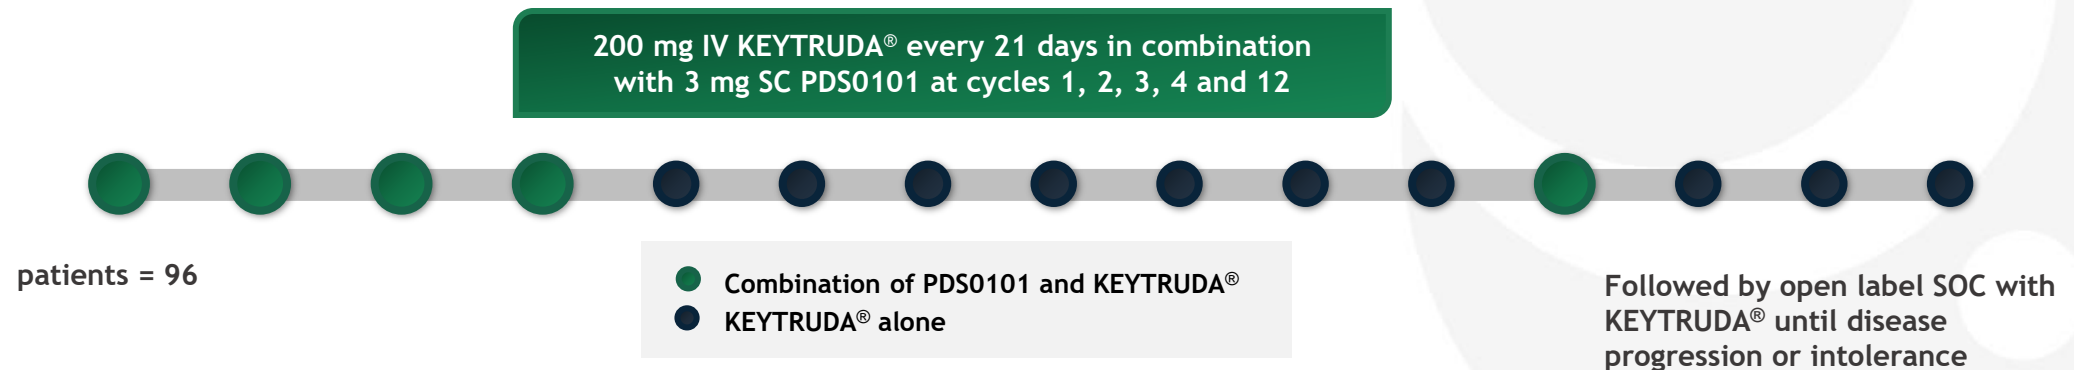 200 mg IV KEYTRUDA® every 21 days in combination
with 3 mg SC PDS0101 at cycles 1, 2, 3, 4 and 12
patients = 96
Combination of PDS0101 and KEYTRUDA®
KEYTRUDA® alone
Followed by open label SOC with
KEYTRUDA® until disease
progression or intolerance